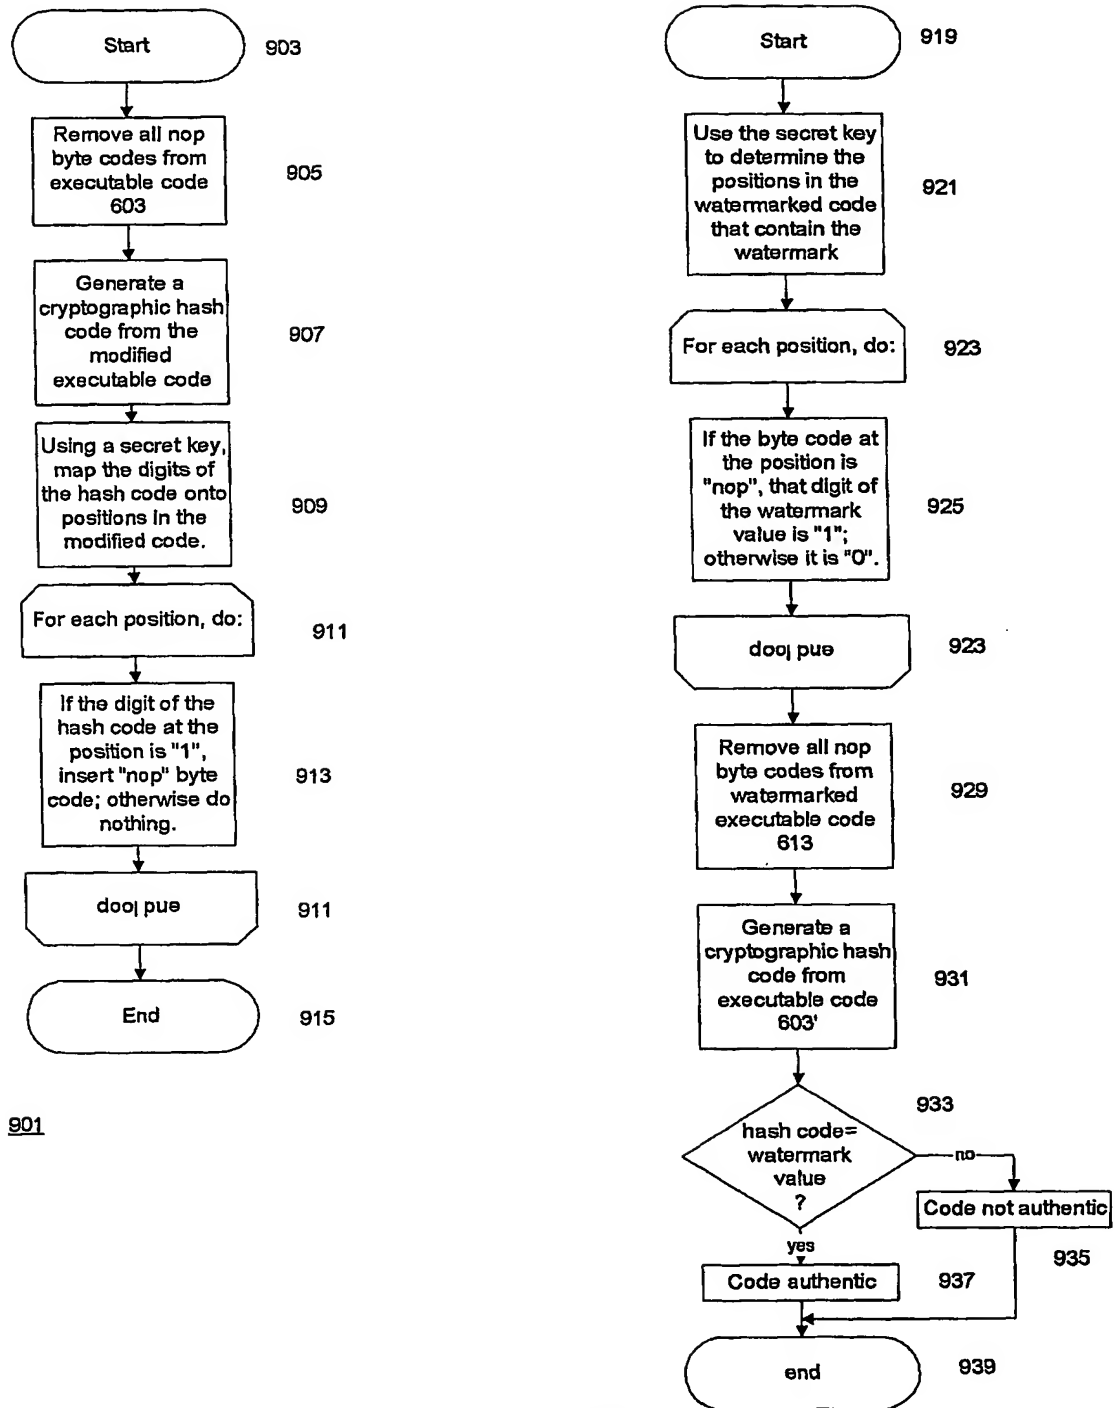 Start
903
Remove all nop
byte codes from
executable code
603
905
Generate a
cryptographic hash
code from the
modified
executable code
907
Using a secret key,
map the digits of
the hash code onto
positions in the
modified code.
909
For each position, do:
911
If the digit of the
hash code at the
position is "1",
insert "nop" byte
code; otherwise do
nothing.
913
end loop
911
End
915
901
Start
919
Use the secret key
to determine the
positions in the
watermarked code
that contain the
watermark
921
For each position, do:
923
If the byte code at
the position is
"nop", that digit of
the watermark
value is "1";
otherwise it is "0".
925
end loop
923
Remove all nop
byte codes from
watermarked
executable code
613
929
Generate a
cryptographic hash
code from
executable code
603'
931
hash code=
watermark
value
?
933
no
Code not authentic
935
yes
Code authentic
937
end
939